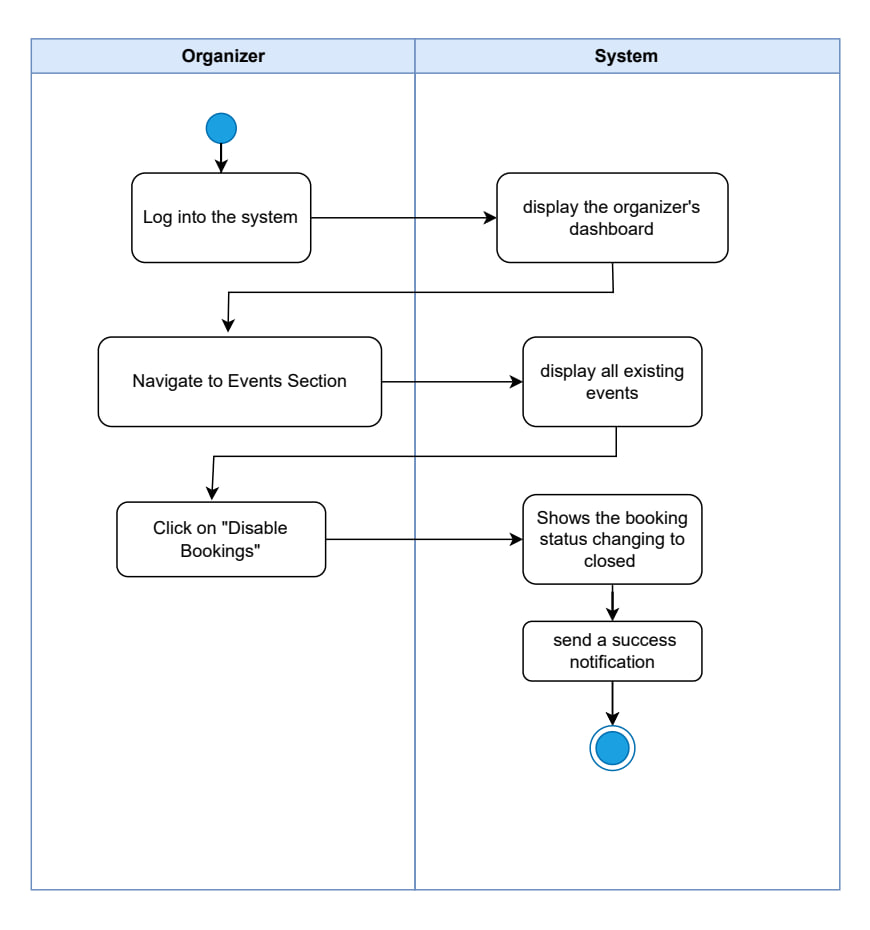 Organizer
System
Log into the system
display the organizer's
dashboard
Navigate to Events Section
display all existing
events
Click on "Disable
Bookings"
Shows the booking
status changing to
closed
send a success
notification